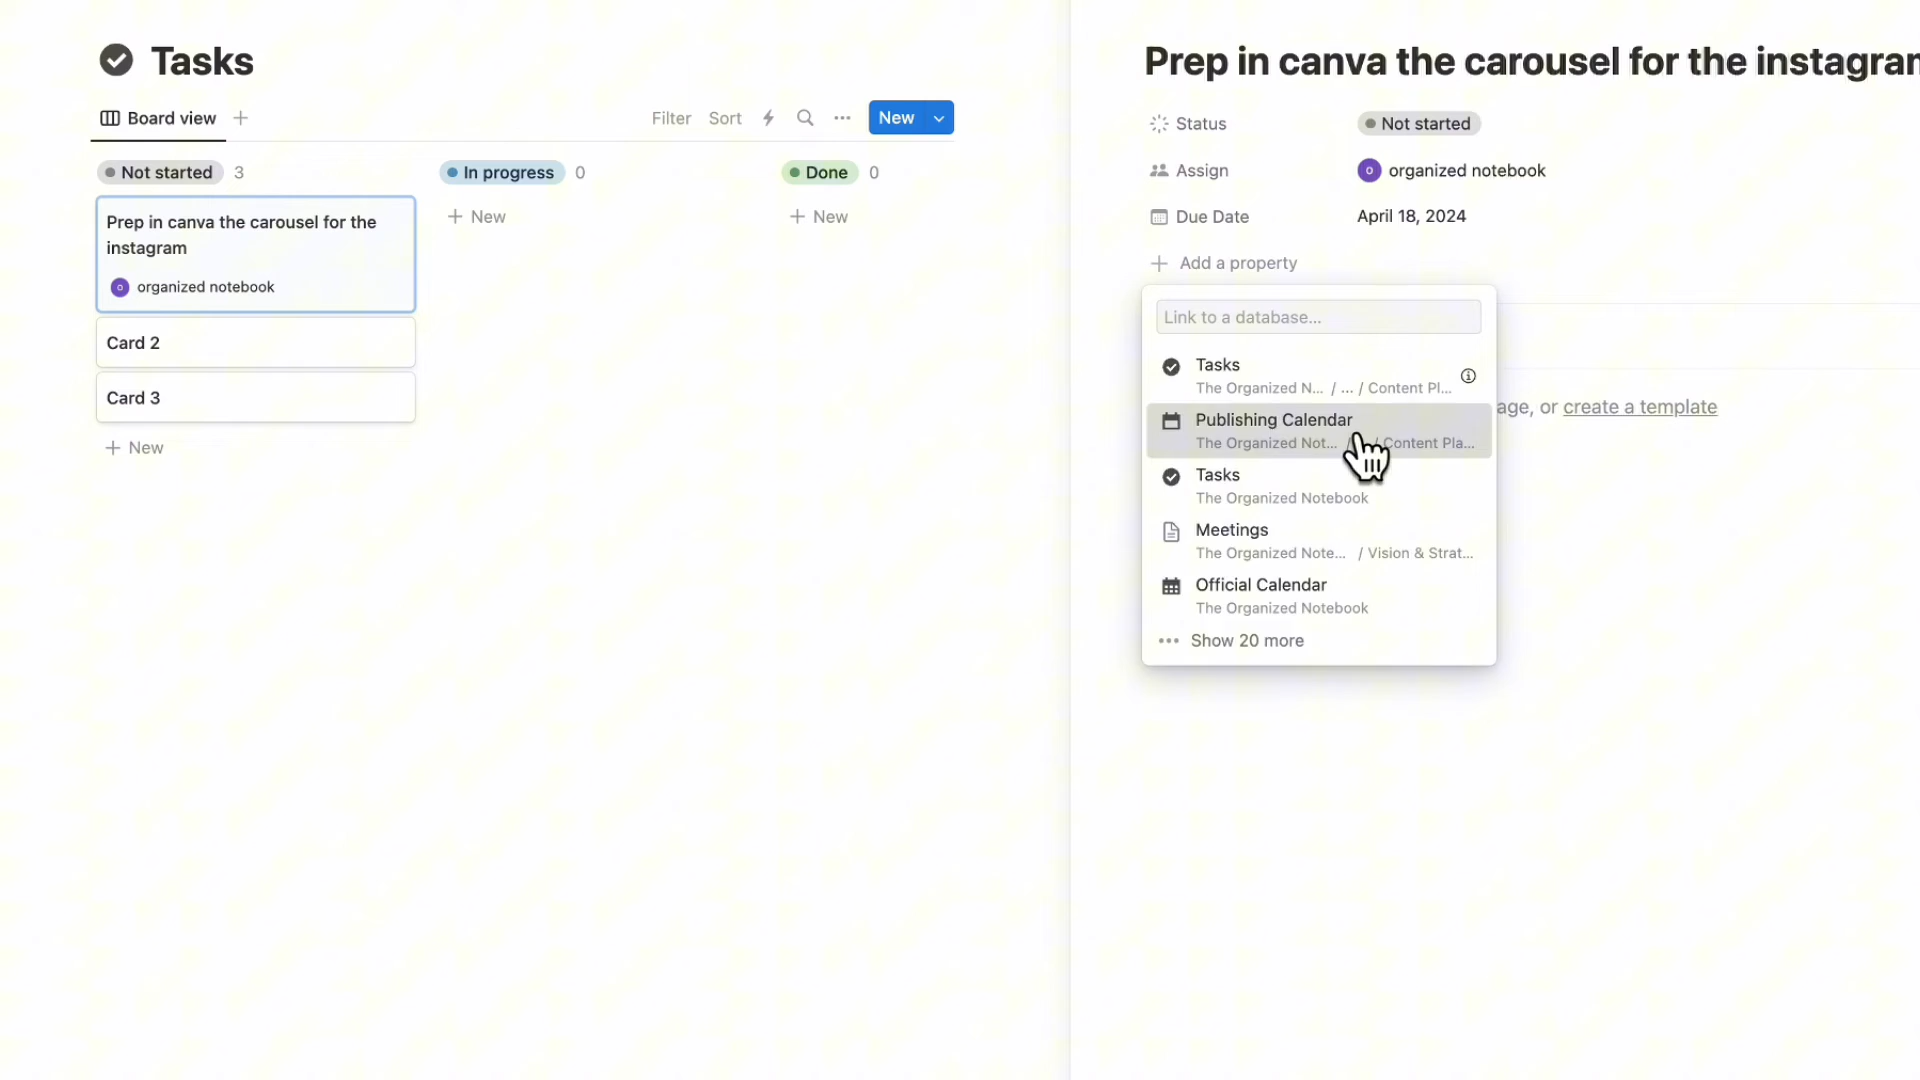 Tasks
Board view
Filter Sort New
Not started 3
In progress 0
Done 0
Prep in canva the carousel for the
instagram
organized notebook
Card 2
Card 3
+ New
+ New
+ New
Prep in canva the carousel for the instagram
Status Not started
Assign organized notebook
Due Date April 18, 2024
+ Add a property
Link to a database...
Tasks
The Organized N... / ... / Content Pl...
Publishing Calendar
The Organized Not... / / Content Pla...
Tasks
The Organized Notebook
Meetings
The Organized Note... / Vision & Strat...
Official Calendar
The Organized Notebook
Show 20 more
age, or create a template